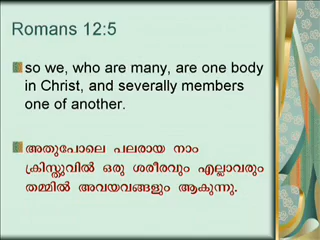 Romans 12:5
so we, who are many, are one body
in Christ, and severally members
one of another.
അതുപോലെ പലരായ നാം
ക്രിസ്തുവിൽ ഒരു ശരീരവും എല്ലാവരും
തമ്മിൽ അവയവങ്ങളും ആകുന്നു.